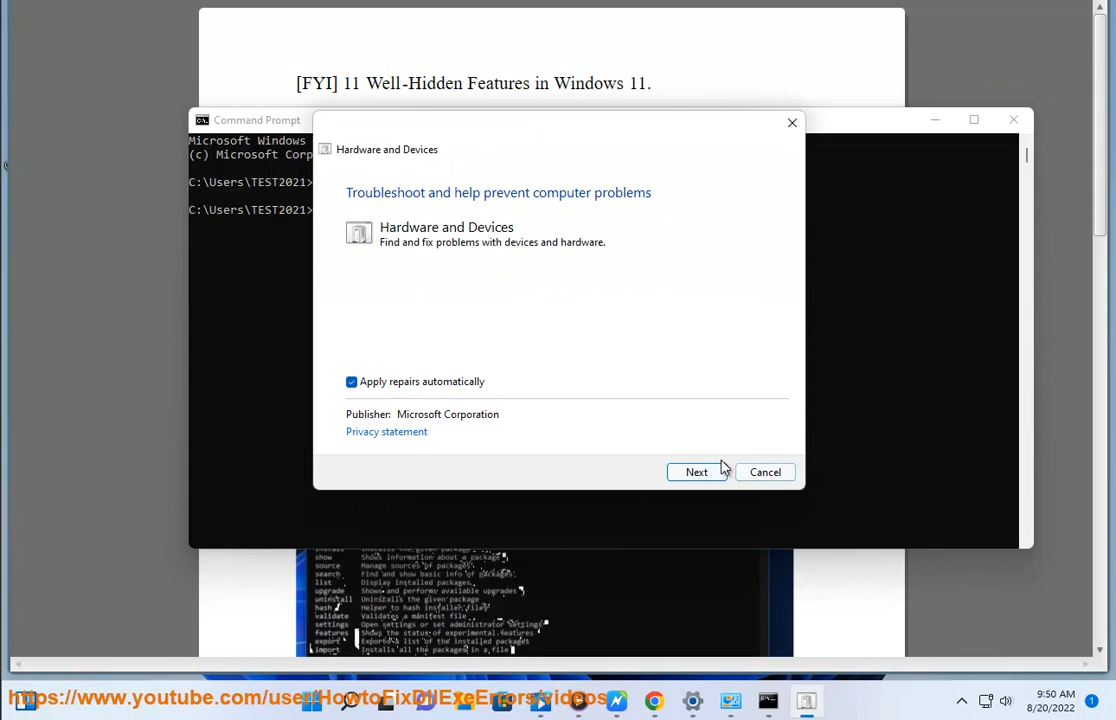 [FYI] 11 Well-Hidden Features in Windows 11.
Command Prompt
Microsoft Windows
(c) Microsoft Corp
C:\Users\TEST2021>
C:\Users\TEST2021>
Hardware and Devices
Troubleshoot and help prevent computer problems
Hardware and Devices
Find and fix problems with devices and hardware.
Apply repairs automatically
Publisher: Microsoft Corporation
Privacy statement
Next
Cancel
show Shows information about a package
source Manage sources of packages
search Find and show basic info of packages
list Display installed packages
upgrade Shows and performs available upgrades
uninstall Uninstalls the given package
hash Helper to hash installer files
validate Validates a manifest file
settings Open settings or set administrator settings
features Shows the status of experimental features
export Exports a list of the installed packages
import Installs all the packages in a file
https://www.youtube.com/user/HowtoFixDllExeErrors/videos
9:50 AM
8/20/2022
1